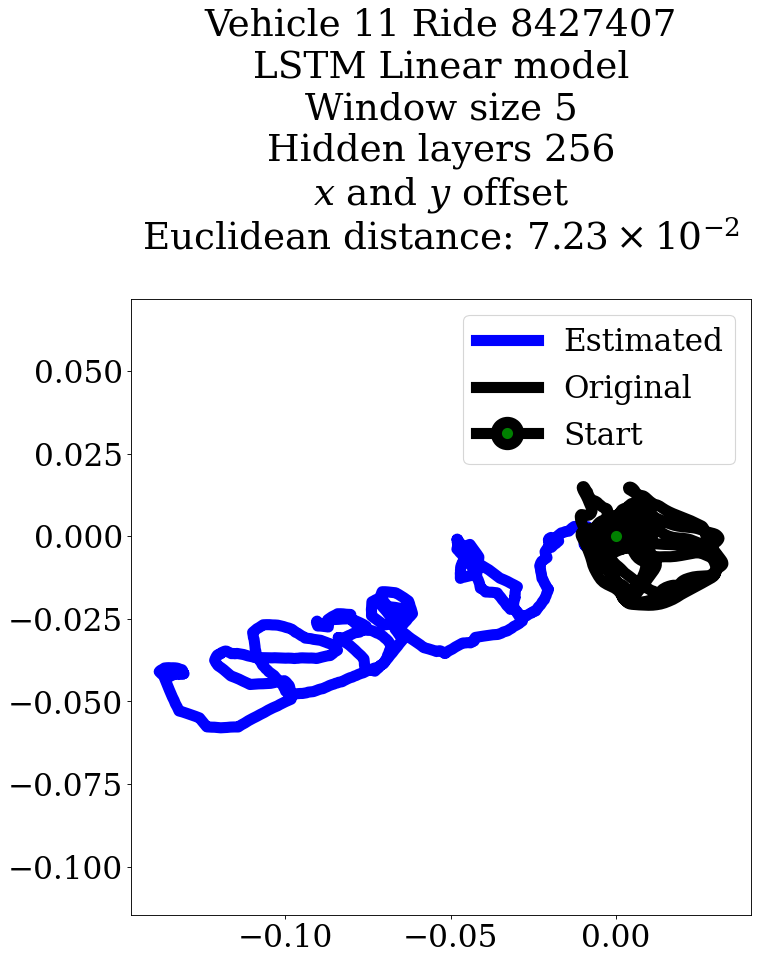 Vehicle 11 Ride 8427407
LSTM Linear model
Window size 5
Hidden layers 256
x and y offset
Euclidean distance: 7.23 × 10⁻²
Estimated
Original
Start
0.050
0.025
0.000
−0.025
−0.050
−0.075
−0.100
−0.10
−0.05
0.00